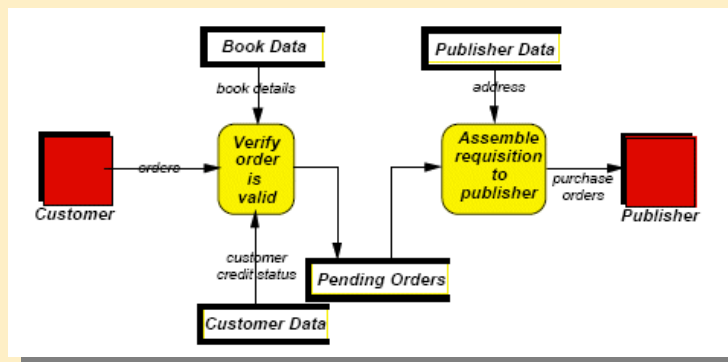 Book Data
Publisher Data
book details
address
Verify
order
is
valid
Assemble
requisition
to
publisher
orders
Customer
purchase
orders
Publisher
customer
credit status
Pending Orders
Customer Data